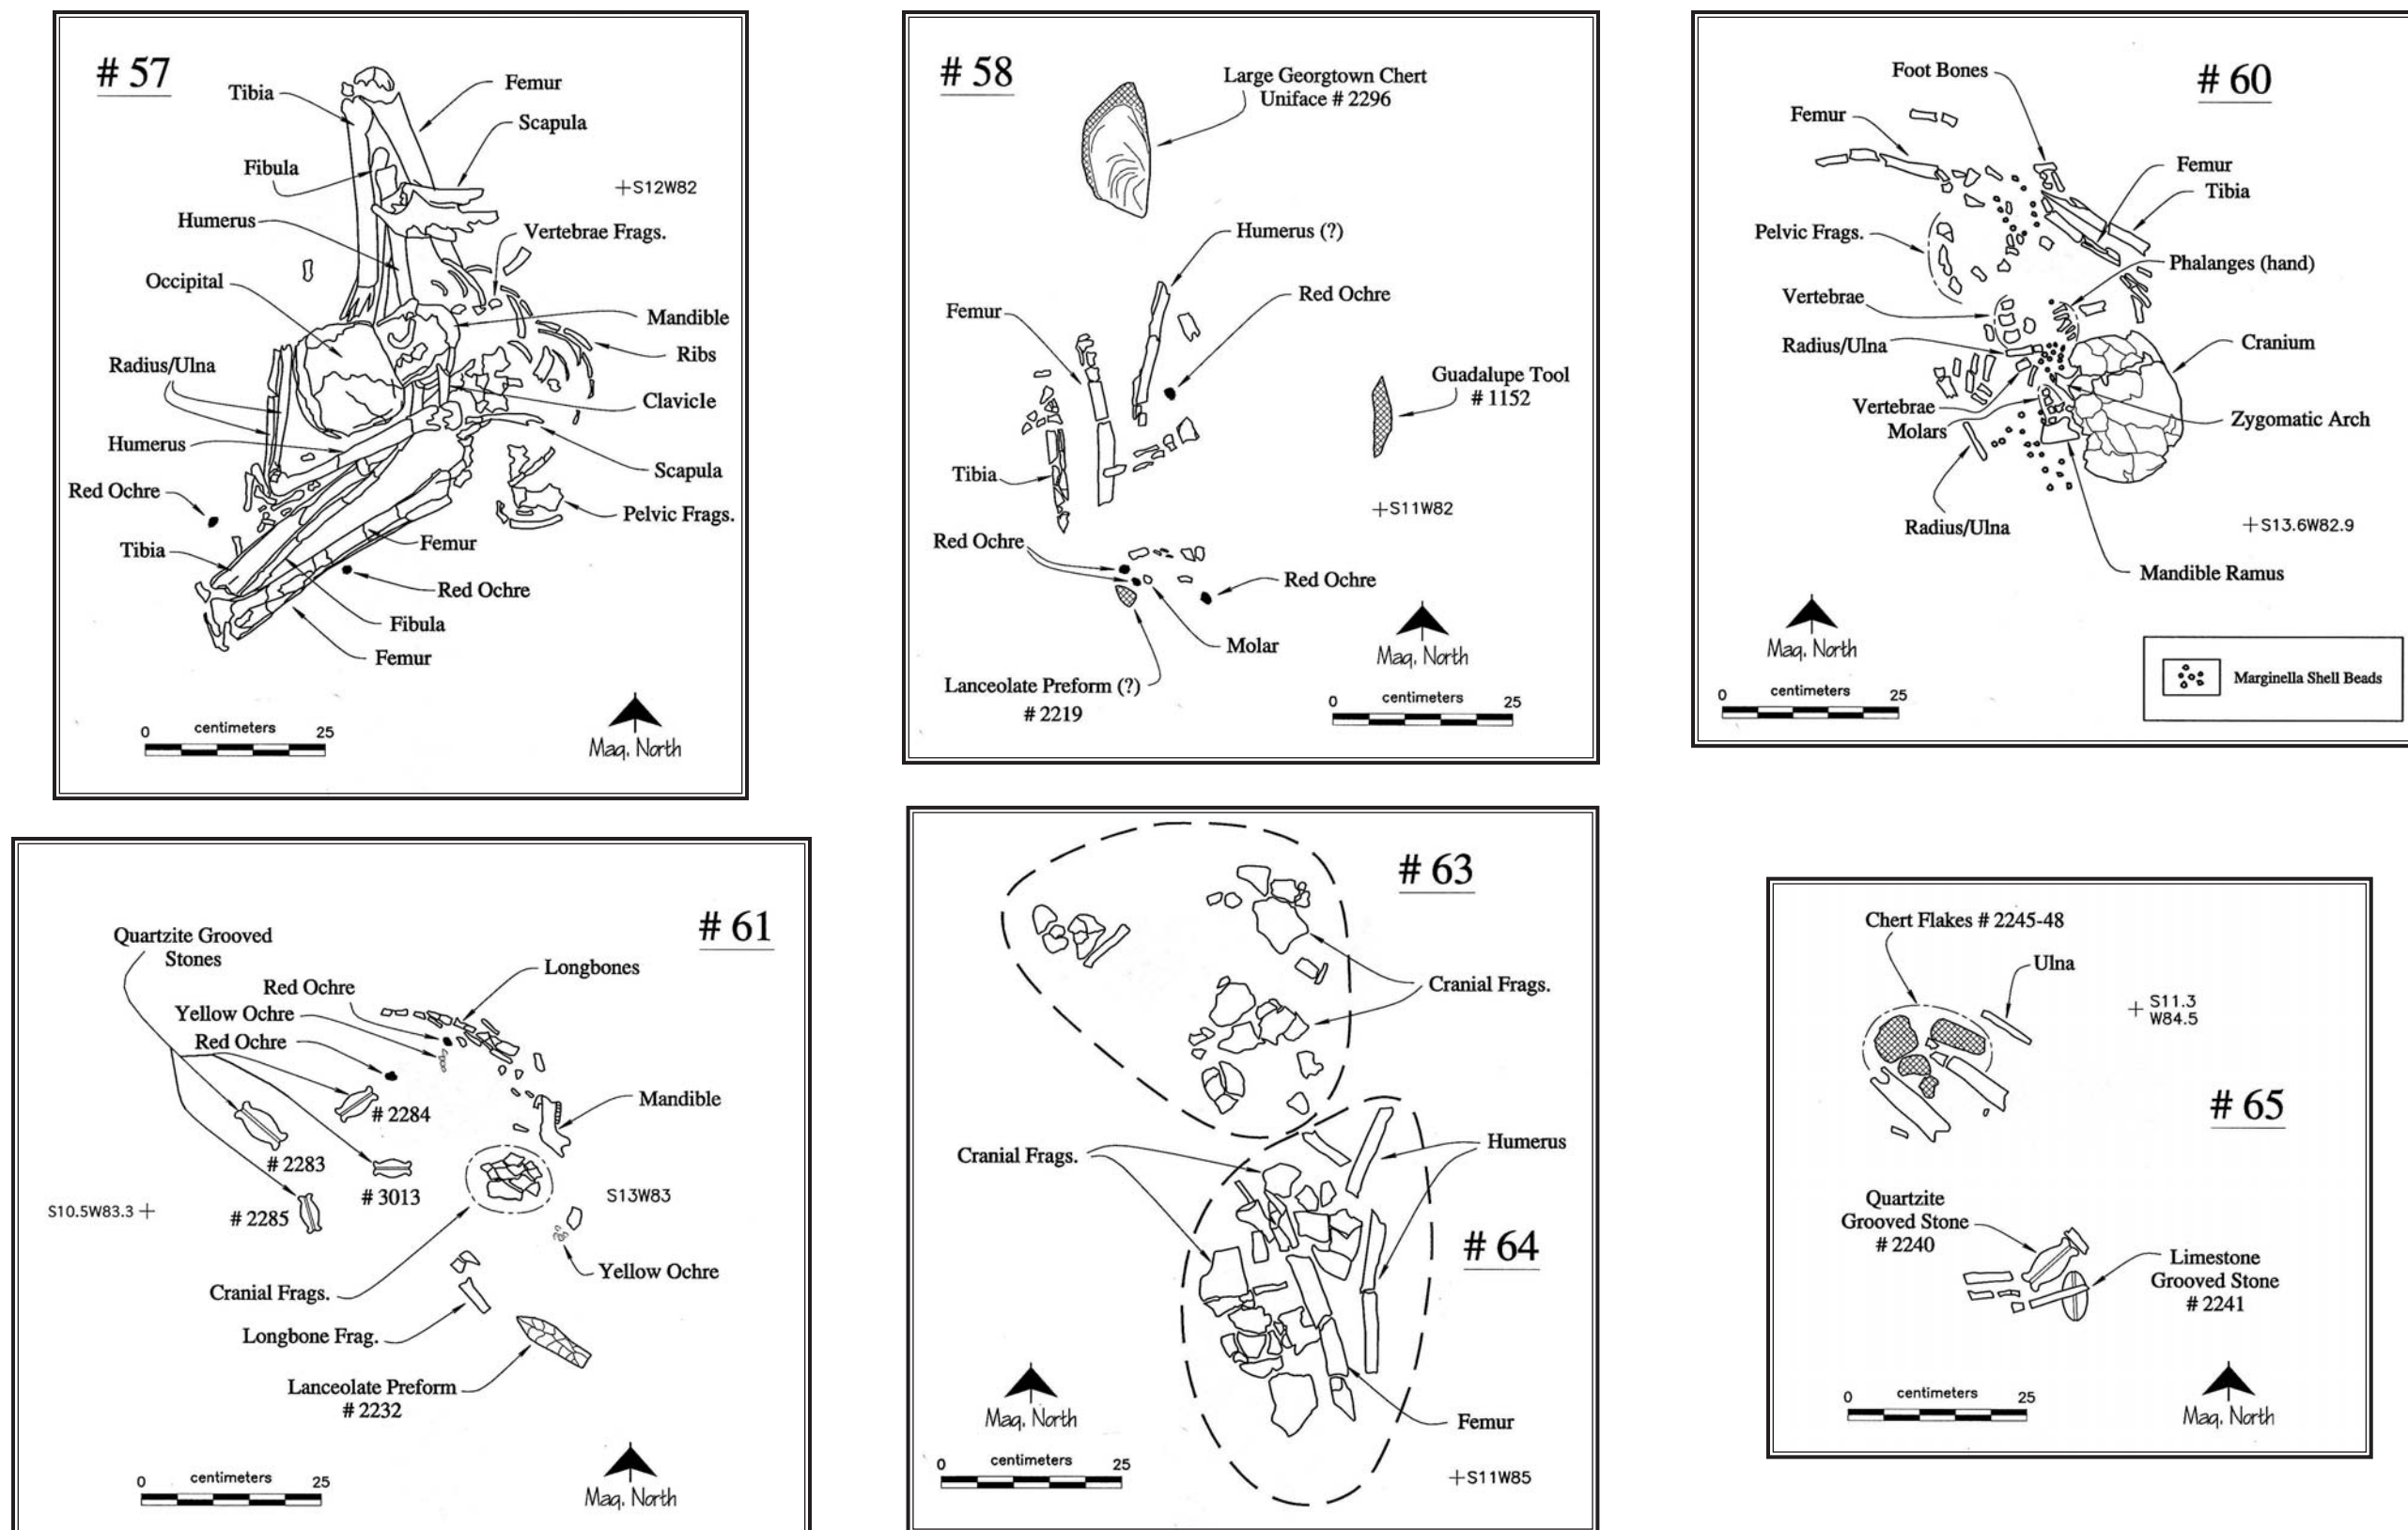 # 57
Tibia
Femur
Scapula
Fibula
+S12W82
Humerus
Vertebrae Frags.
Occipital
Mandible
Ribs
Radius/Ulna
Clavicle
Humerus
Scapula
Red Ochre
Pelvic Frags.
Tibia
Femur
Red Ochre
Fibula
Femur
0 centimeters 25
Mag. North
# 58
Large Georgtown Chert
Uniface # 2296
Humerus (?)
Red Ochre
Femur
Guadalupe Tool
# 1152
Tibia
+S11W82
Red Ochre
Red Ochre
Molar
Lanceolate Preform (?)
# 2219
Mag. North
0 centimeters 25
# 60
Foot Bones
Femur
Femur
Tibia
Pelvic Frags.
Phalanges (hand)
Vertebrae
Radius/Ulna
Cranium
Vertebrae
Molars
Zygomatic Arch
Radius/Ulna
+S13.6W82.9
Mandible Ramus
Mag. North
0 centimeters 25
Marginella Shell Beads
# 61
Quartzite Grooved
Stones
Longbones
Red Ochre
Yellow Ochre
Red Ochre
Mandible
# 2284
# 2283
# 3013
S10.5W83.3 +
# 2285
S13W83
Yellow Ochre
Cranial Frags.
Longbone Frag.
Lanceolate Preform
# 2232
0 centimeters 25
Mag. North
# 63
Cranial Frags.
Cranial Frags.
Humerus
# 64
Mag. North
Femur
0 centimeters 25
+S11W85
Chert Flakes # 2245-48
Ulna
+ S11.3
W84.5
# 65
Quartzite
Grooved Stone
# 2240
Limestone
Grooved Stone
# 2241
0 centimeters 25
Mag. North